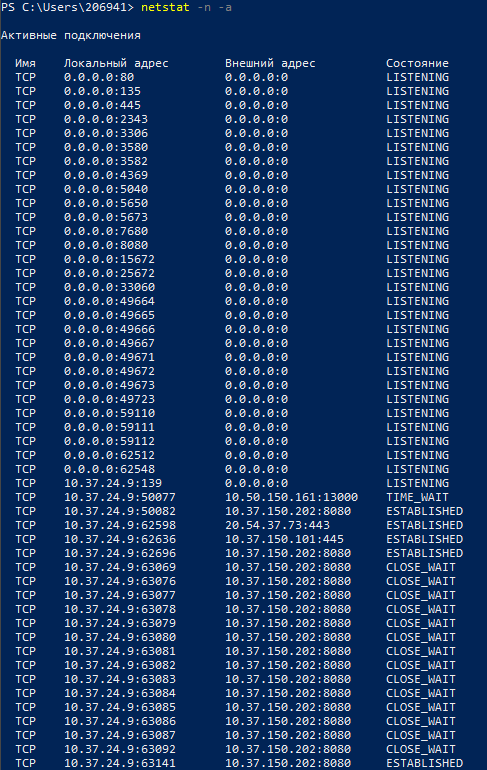 PS C:\Users\206941> netstat -n -a
Активные подключения
Имя Локальный адрес Внешний адрес Состояние
TCP 0.0.0.0:80 0.0.0.0:0 LISTENING
TCP 0.0.0.0:135 0.0.0.0:0 LISTENING
TCP 0.0.0.0:445 0.0.0.0:0 LISTENING
TCP 0.0.0.0:2343 0.0.0.0:0 LISTENING
TCP 0.0.0.0:3306 0.0.0.0:0 LISTENING
TCP 0.0.0.0:3580 0.0.0.0:0 LISTENING
TCP 0.0.0.0:3582 0.0.0.0:0 LISTENING
TCP 0.0.0.0:4369 0.0.0.0:0 LISTENING
TCP 0.0.0.0:5040 0.0.0.0:0 LISTENING
TCP 0.0.0.0:5650 0.0.0.0:0 LISTENING
TCP 0.0.0.0:5673 0.0.0.0:0 LISTENING
TCP 0.0.0.0:7680 0.0.0.0:0 LISTENING
TCP 0.0.0.0:8080 0.0.0.0:0 LISTENING
TCP 0.0.0.0:15672 0.0.0.0:0 LISTENING
TCP 0.0.0.0:25672 0.0.0.0:0 LISTENING
TCP 0.0.0.0:33060 0.0.0.0:0 LISTENING
TCP 0.0.0.0:49664 0.0.0.0:0 LISTENING
TCP 0.0.0.0:49665 0.0.0.0:0 LISTENING
TCP 0.0.0.0:49666 0.0.0.0:0 LISTENING
TCP 0.0.0.0:49667 0.0.0.0:0 LISTENING
TCP 0.0.0.0:49671 0.0.0.0:0 LISTENING
TCP 0.0.0.0:49672 0.0.0.0:0 LISTENING
TCP 0.0.0.0:49673 0.0.0.0:0 LISTENING
TCP 0.0.0.0:49723 0.0.0.0:0 LISTENING
TCP 0.0.0.0:59110 0.0.0.0:0 LISTENING
TCP 0.0.0.0:59111 0.0.0.0:0 LISTENING
TCP 0.0.0.0:59112 0.0.0.0:0 LISTENING
TCP 0.0.0.0:62512 0.0.0.0:0 LISTENING
TCP 0.0.0.0:62548 0.0.0.0:0 LISTENING
TCP 10.37.24.9:139 0.0.0.0:0 LISTENING
TCP 10.37.24.9:50077 10.50.150.161:13000 TIME_WAIT
TCP 10.37.24.9:50082 10.37.150.202:8080 ESTABLISHED
TCP 10.37.24.9:62598 20.54.37.73:443 ESTABLISHED
TCP 10.37.24.9:62636 10.37.150.101:445 ESTABLISHED
TCP 10.37.24.9:62696 10.37.150.202:8080 ESTABLISHED
TCP 10.37.24.9:63069 10.37.150.202:8080 CLOSE_WAIT
TCP 10.37.24.9:63076 10.37.150.202:8080 CLOSE_WAIT
TCP 10.37.24.9:63077 10.37.150.202:8080 CLOSE_WAIT
TCP 10.37.24.9:63078 10.37.150.202:8080 CLOSE_WAIT
TCP 10.37.24.9:63079 10.37.150.202:8080 CLOSE_WAIT
TCP 10.37.24.9:63080 10.37.150.202:8080 CLOSE_WAIT
TCP 10.37.24.9:63081 10.37.150.202:8080 CLOSE_WAIT
TCP 10.37.24.9:63082 10.37.150.202:8080 CLOSE_WAIT
TCP 10.37.24.9:63083 10.37.150.202:8080 CLOSE_WAIT
TCP 10.37.24.9:63084 10.37.150.202:8080 CLOSE_WAIT
TCP 10.37.24.9:63085 10.37.150.202:8080 CLOSE_WAIT
TCP 10.37.24.9:63086 10.37.150.202:8080 CLOSE_WAIT
TCP 10.37.24.9:63087 10.37.150.202:8080 CLOSE_WAIT
TCP 10.37.24.9:63092 10.37.150.202:8080 CLOSE_WAIT
TCP 10.37.24.9:63141 10.37.150.202:8080 ESTABLISHED